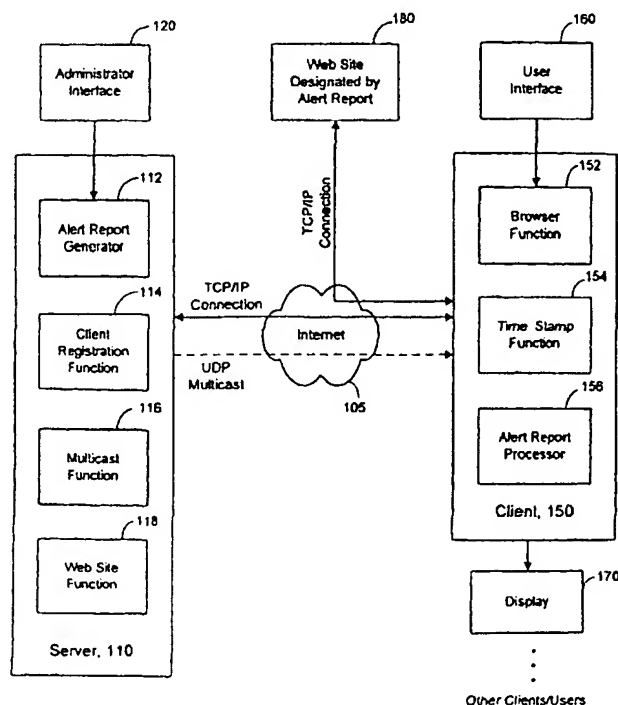 120
180
160
Administrator
Interface
Web Site
Designated by
Alert Report
User
Interface
112
Alert Report
Generator
114
Client
Registration
Function
116
Multicast
Function
118
Web Site
Function
Server, 110
TCP/IP
Connection
TCP/IP
Connection
Internet
UDP
Multicast
105
152
Browser
Function
154
Time Stamp
Function
156
Alert Report
Processor
Client, 150
170
Display
Other Clients/Users